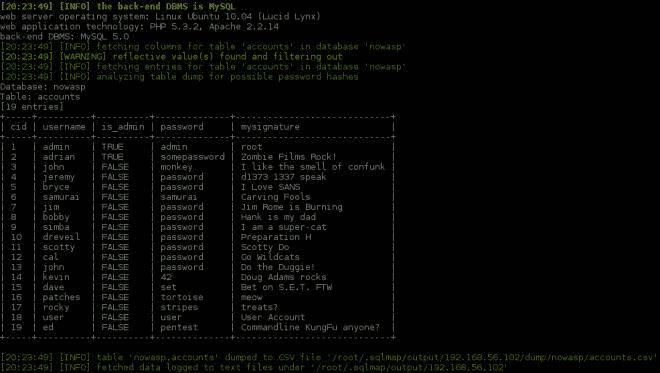 [20:23:49] [INFO] the back-end DBMS is MySQL
web server operating system: Linux Ubuntu 10.04 (Lucid Lynx)
web application technology: PHP 5.3.2, Apache 2.2.14
back-end DBMS: MySQL 5.0
[20:23:49] [INFO] fetching columns for table 'accounts' in database 'nowasp'
[20:23:49] [WARNING] reflective value(s) found and filtering out
[20:23:49] [INFO] fetching entries for table 'accounts' in database 'nowasp'
[20:23:49] [INFO] analyzing table dump for possible password hashes
Database: nowasp
Table: accounts
[19 entries]
+-----+----------+----------+--------------+-----------------------------+
| cid | username | is_admin | password | mysignature |
+-----+----------+----------+--------------+-----------------------------+
| 1 | admin | TRUE | admin | root |
| 2 | adrian | TRUE | somepassword | Zombie Films Rock! |
| 3 | john | FALSE | monkey | I like the smell of confunk |
| 4 | jeremy | FALSE | password | d1373 1337 speak |
| 5 | bryce | FALSE | password | I Love SANS |
| 6 | samurai | FALSE | samurai | Carving Fools |
| 7 | jim | FALSE | password | Jim Rome is Burning |
| 8 | bobby | FALSE | password | Hank is my dad |
| 9 | simba | FALSE | password | I am a super-cat |
| 10 | dreveil | FALSE | password | Preparation H |
| 11 | scotty | FALSE | password | Scotty Do |
| 12 | cal | FALSE | password | Go Wildcats |
| 13 | john | FALSE | password | Do the Duggie! |
| 14 | kevin | FALSE | 42 | Doug Adams rocks |
| 15 | dave | FALSE | set | Bet on S.E.T. FTW |
| 16 | patches | FALSE | tortoise | meow |
| 17 | rocky | FALSE | stripes | treats? |
| 18 | user | FALSE | user | User Account |
| 19 | ed | FALSE | pentest | Commandline KungFu anyone? |
+-----+----------+----------+--------------+-----------------------------+
[20:23:49] [INFO] table 'nowasp.accounts' dumped to CSV file '/root/.sqlmap/output/192.168.56.102/dump/nowasp/accounts.csv'
[20:23:49] [INFO] fetched data logged to text files under '/root/.sqlmap/output/192.168.56.102'